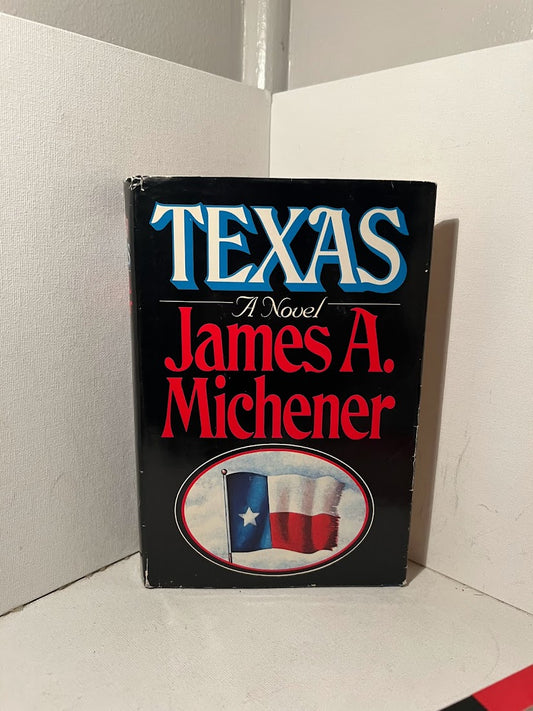 TEXAS
A Novel
James A.
Michener